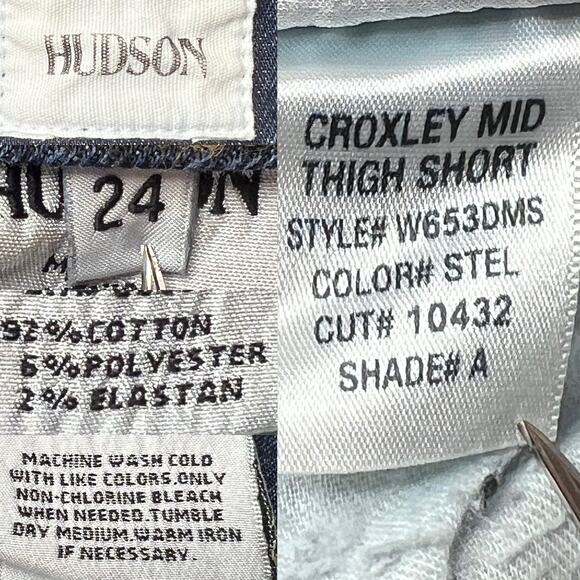 HUDSON
HU
N
24
M
92%COTTON
6%POLYESTER
2% ELASTAN
MACHINE WASH COLD
WITH LIKE COLORS.ONLY
NON-CHLORINE BLEACH
WHEN NEEDED.TUMBLE
DRY MEDIUM.WARM IRON
IF NECESSARY.
CROXLEY MID
THIGH SHORT
STYLE# W653DMS
COLOR# STEL
CUT# 10432
SHADE# A